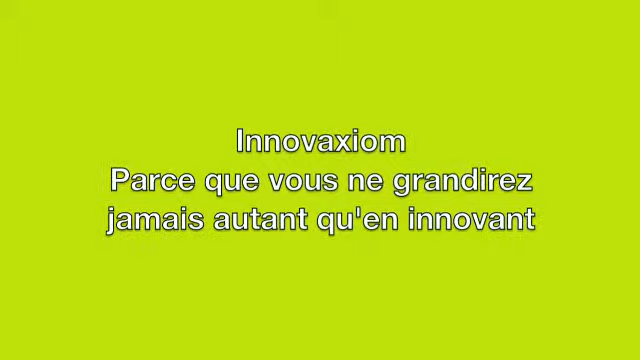 Innovaxiom
Parce que vous ne grandirez
jamais autant qu'en innovant